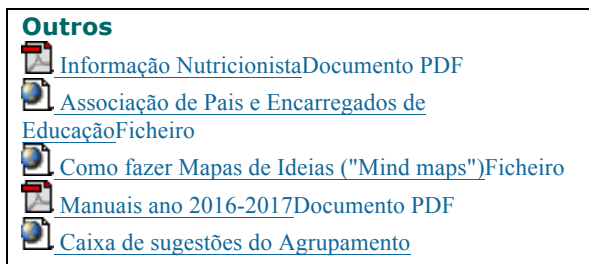 Outros
Informação NutricionistaDocumento PDF
Associação de Pais e Encarregados de
EducaçãoFicheiro
Como fazer Mapas de Ideias ("Mind maps")Ficheiro
Manuais ano 2016-2017Documento PDF
Caixa de sugestões do Agrupamento